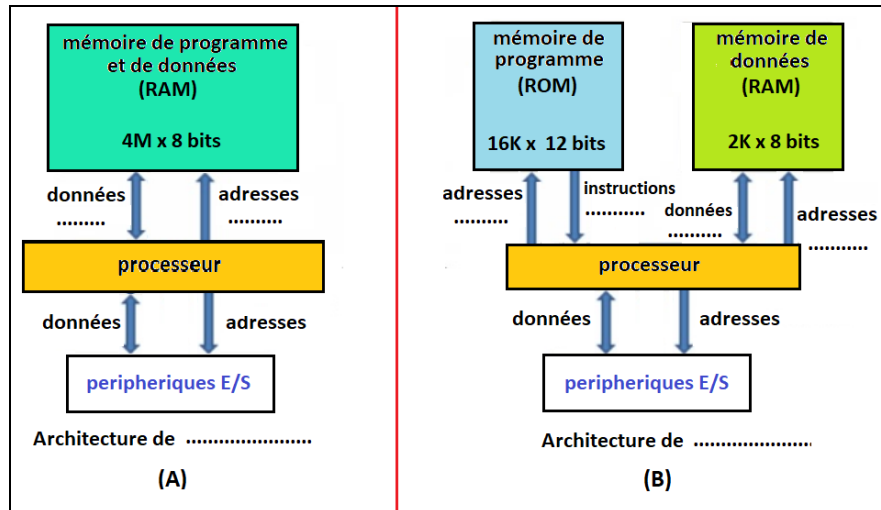 mémoire de programme
et de données
(RAM)
4M x 8 bits
données
.........
adresses
...........
processeur
données
adresses
peripheriques E/S
Architecture de .......................
(A)
mémoire de
programme
(ROM)
16K x 12 bits
mémoire de
données
(RAM)
2K x 8 bits
adresses
..........
instructions
............
données
...........
adresses
...........
processeur
données
adresses
peripheriques E/S
Architecture de .....................
(B)